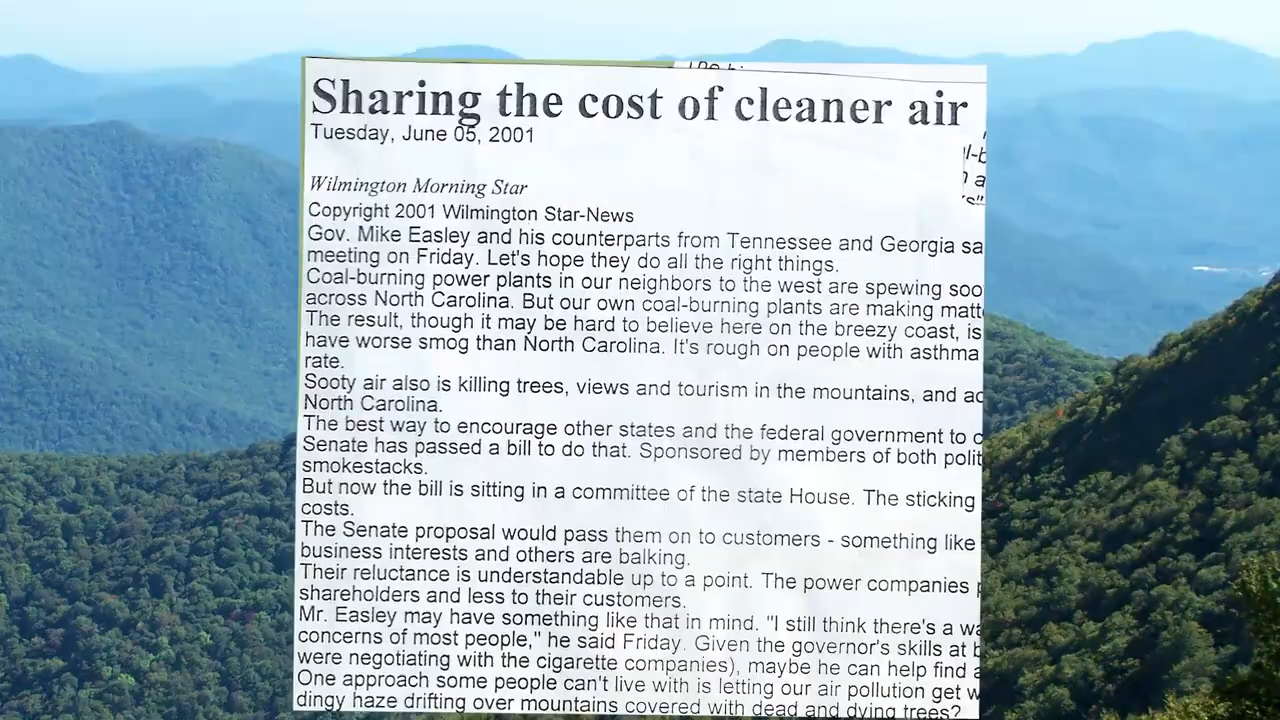 Sharing the cost of cleaner air
Tuesday, June 05, 2001
Wilmington Morning Star
Copyright 2001 Wilmington Star-News
Gov. Mike Easley and his counterparts from Tennessee and Georgia sa
meeting on Friday. Let's hope they do all the right things.
Coal-burning power plants in our neighbors to the west are spewing soo
across North Carolina. But our own coal-burning plants are making matt
The result, though it may be hard to believe here on the breezy coast, is
have worse smog than North Carolina. It's rough on people with asthma
rate.
Sooty air also is killing trees, views and tourism in the mountains, and ac
North Carolina.
The best way to encourage other states and the federal government to c
Senate has passed a bill to do that. Sponsored by members of both polit
smokestacks.
But now the bill is sitting in a committee of the state House. The sticking
costs.
The Senate proposal would pass them on to customers - something like
business interests and others are balking.
Their reluctance is understandable up to a point. The power companies
shareholders and less to their customers.
Mr. Easley may have something like that in mind. "I still think there's a wa
concerns of most people," he said Friday. Given the governor's skills at
were negotiating with the cigarette companies), maybe he can help find a
One approach some people can't live with is letting our air pollution get w
dingy haze drifting over mountains covered with dead and dying trees?